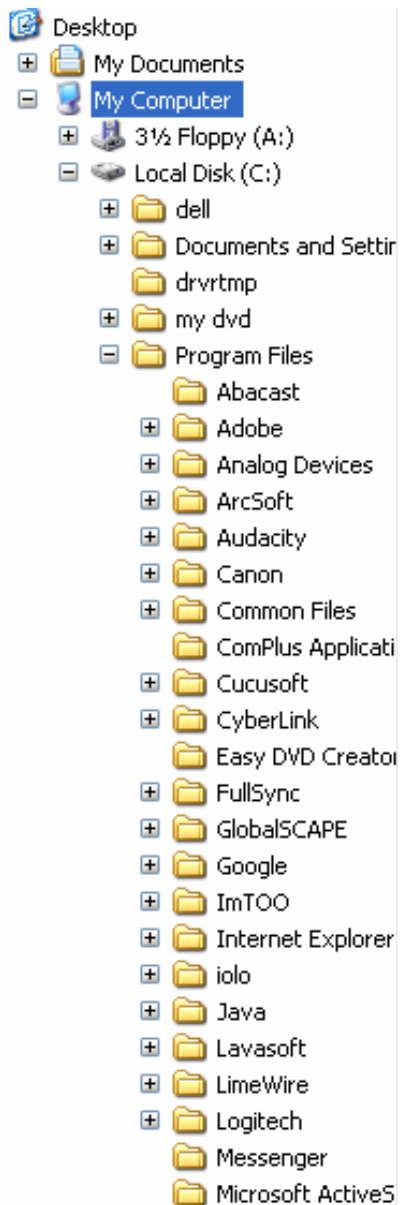 Desktop
My Documents
My Computer
3½ Floppy (A:)
Local Disk (C:)
dell
Documents and Settir
drvrtmp
my dvd
Program Files
Abacast
Adobe
Analog Devices
ArcSoft
Audacity
Canon
Common Files
ComPlus Applicati
Cucusoft
CyberLink
Easy DVD Creator
FullSync
GlobalSCAPE
Google
ImTOO
Internet Explorer
iolo
Java
Lavasoft
LimeWire
Logitech
Messenger
Microsoft ActiveS